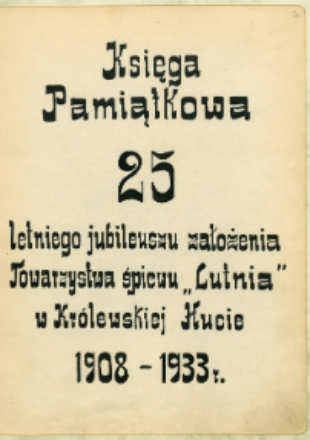 Księga
Pamiątkowa
25
letniego jubileuszu założenia
Towarzystwa śpiewu „Lutnia”
w Królewskiej Hucie
1908 – 1933 r.